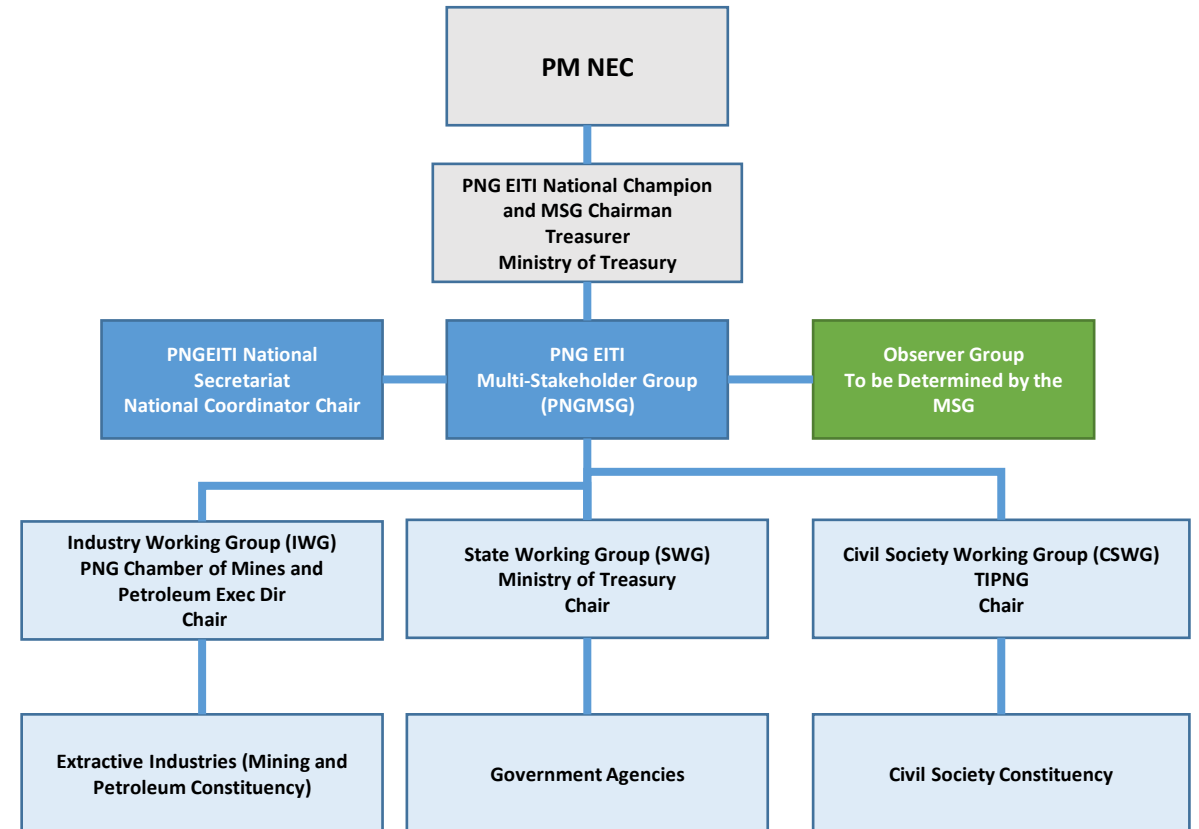 PM NEC
PNG EITI National Champion
and MSG Chairman
Treasurer
Ministry of Treasury
PNGEITI National
Secretariat
National Coordinator Chair
PNG EITI
Multi-Stakeholder Group
(PNGMSG)
Observer Group
To be Determined by the
MSG
Industry Working Group (IWG)
PNG Chamber of Mines and
Petroleum Exec Dir
Chair
State Working Group (SWG)
Ministry of Treasury
Chair
Civil Society Working Group (CSWG)
TIPNG
Chair
Extractive Industries (Mining and
Petroleum Constituency)
Government Agencies
Civil Society Constituency